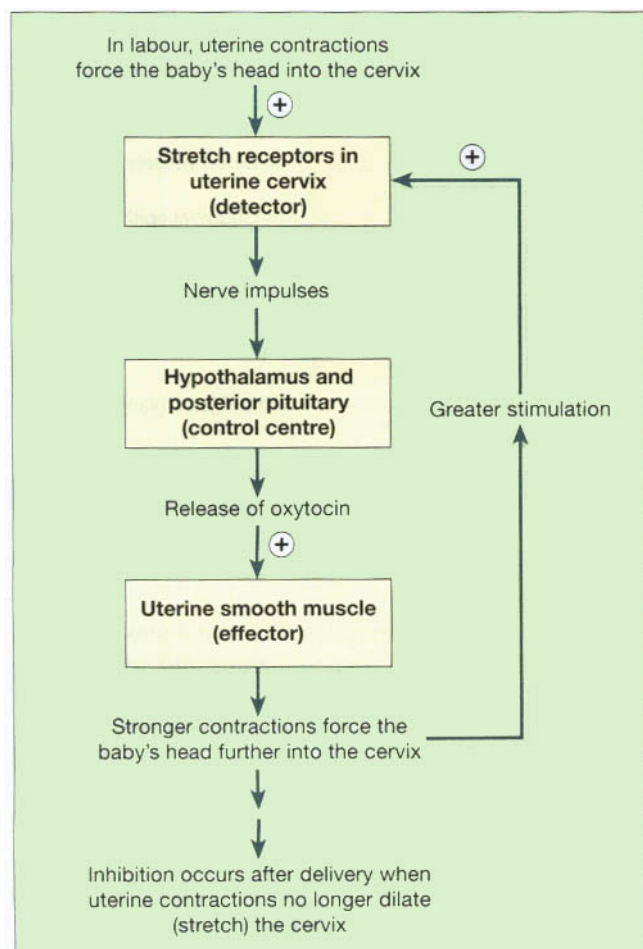 In labour, uterine contractions
force the baby's head into the cervix
+
Stretch receptors in
uterine cervix
(detector)
+
Nerve impulses
Hypothalamus and
posterior pituitary
(control centre)
Greater stimulation
Release of oxytocin
+
Uterine smooth muscle
(effector)
Stronger contractions force the
baby's head further into the cervix
Inhibition occurs after delivery when
uterine contractions no longer dilate
(stretch) the cervix